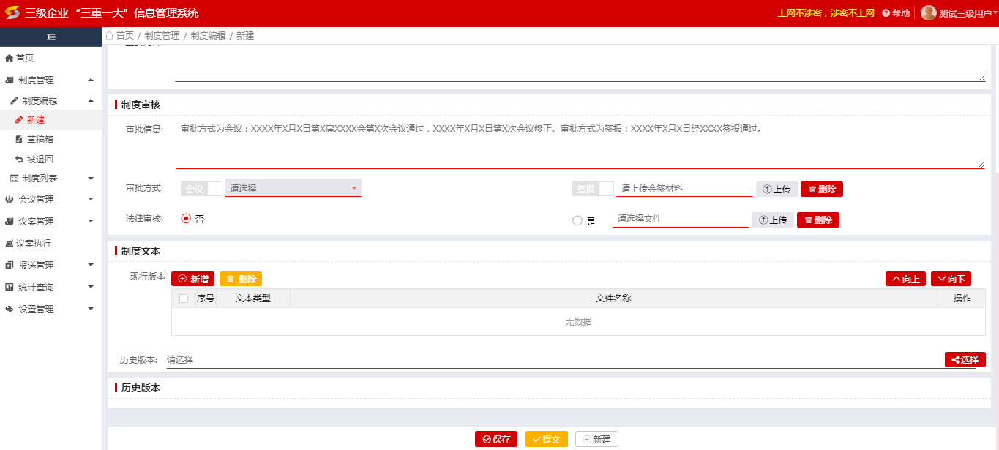 三级企业 “三重一大” 信息管理系统
上网不涉密，涉密不上网
帮助
测试三级用户
首页 / 制度管理 / 制度编辑 / 新建
首页
制度管理
制度编辑
新建
草稿箱
被退回
制度列表
会议管理
议案管理
议案执行
报送管理
统计查询
设置管理
制度审核
审批信息:
审批方式为会议：XXXX年X月X日第X届XXXX会第X次会议通过，XXXX年X月X日第X次会议修正。审批方式为签报：XXXX年X月X日经XXXX签报通过。
审批方式: 会议 请选择 签报 请上传会签材料 上传 删除
法律审核: 否 是 请选择文件 上传 删除
制度文本
现行版本 新增 删除 向上 向下
序号 文本类型 文件名称 操作
无数据
历史版本: 请选择 选择
历史版本
保存 提交 新建